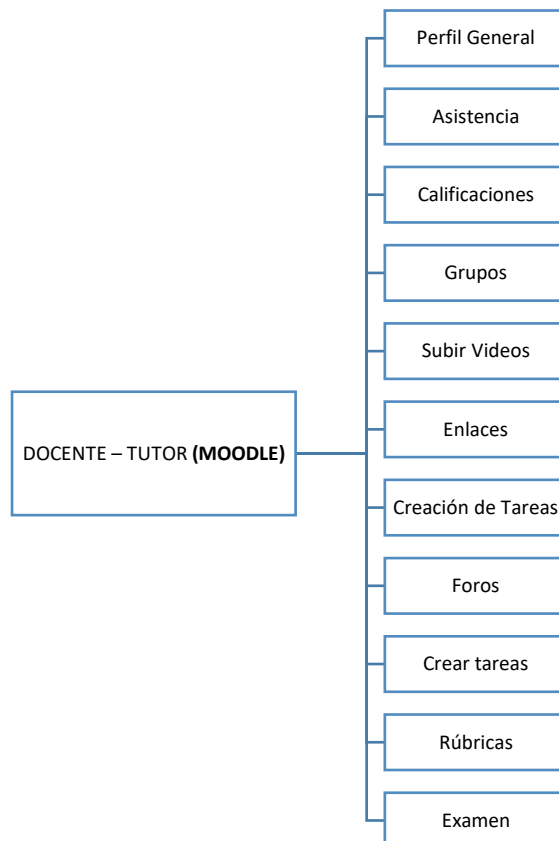 Perfil General
Asistencia
Calificaciones
Grupos
Subir Videos
DOCENTE – TUTOR (MOODLE)
Enlaces
Creación de Tareas
Foros
Crear tareas
Rúbricas
Examen